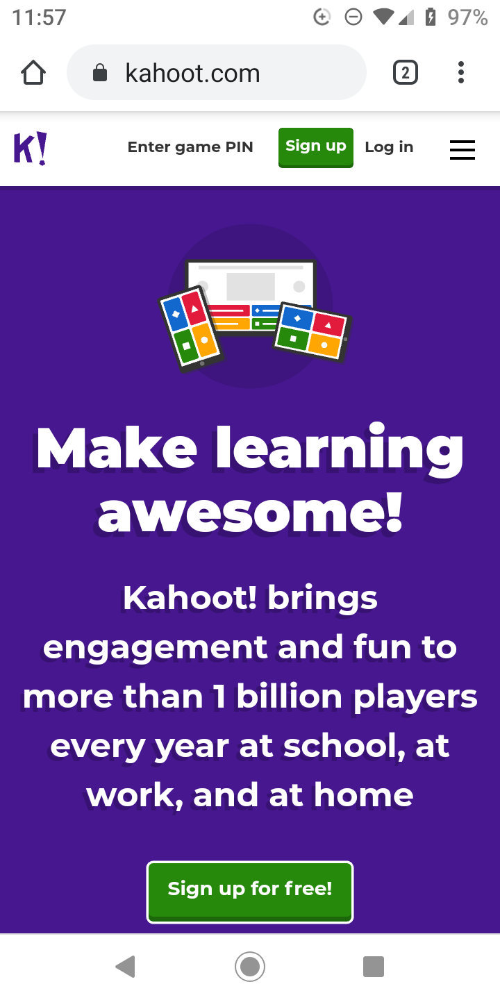 11:57
97%
kahoot.com
2
K!
Enter game PIN
Sign up
Log in
Make learning
awesome!
Kahoot! brings
engagement and fun to
more than 1 billion players
every year at school, at
work, and at home
Sign up for free!